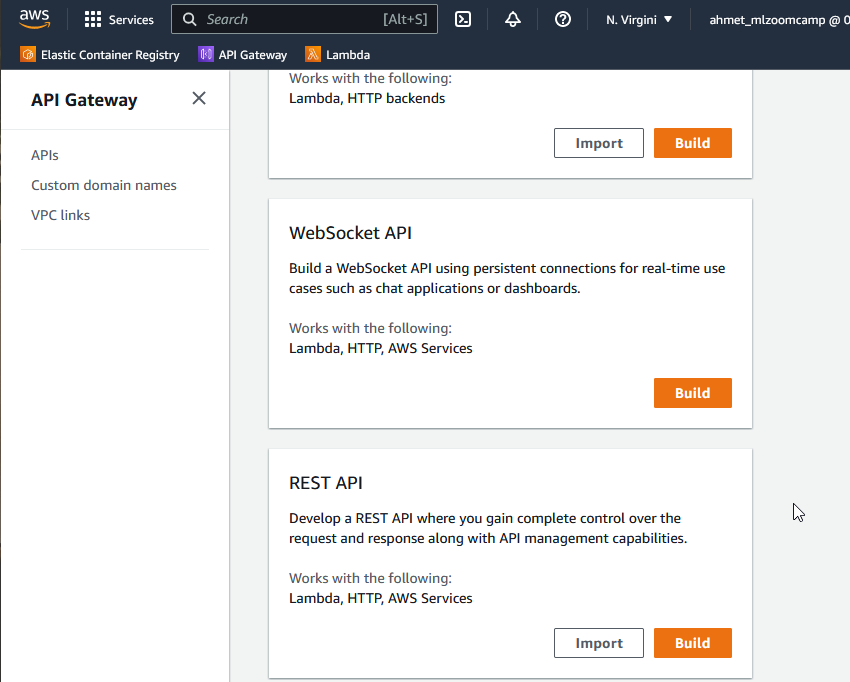 aws
Services
Search
[Alt+S]
N. Virgini
ahmet_mlzoomcamp @ 0
Elastic Container Registry
API Gateway
Lambda
API Gateway
APIs
Custom domain names
VPC links
Works with the following:
Lambda, HTTP backends
Import
Build
WebSocket API
Build a WebSocket API using persistent connections for real-time use
cases such as chat applications or dashboards.
Works with the following:
Lambda, HTTP, AWS Services
Build
REST API
Develop a REST API where you gain complete control over the
request and response along with API management capabilities.
Works with the following:
Lambda, HTTP, AWS Services
Import
Build